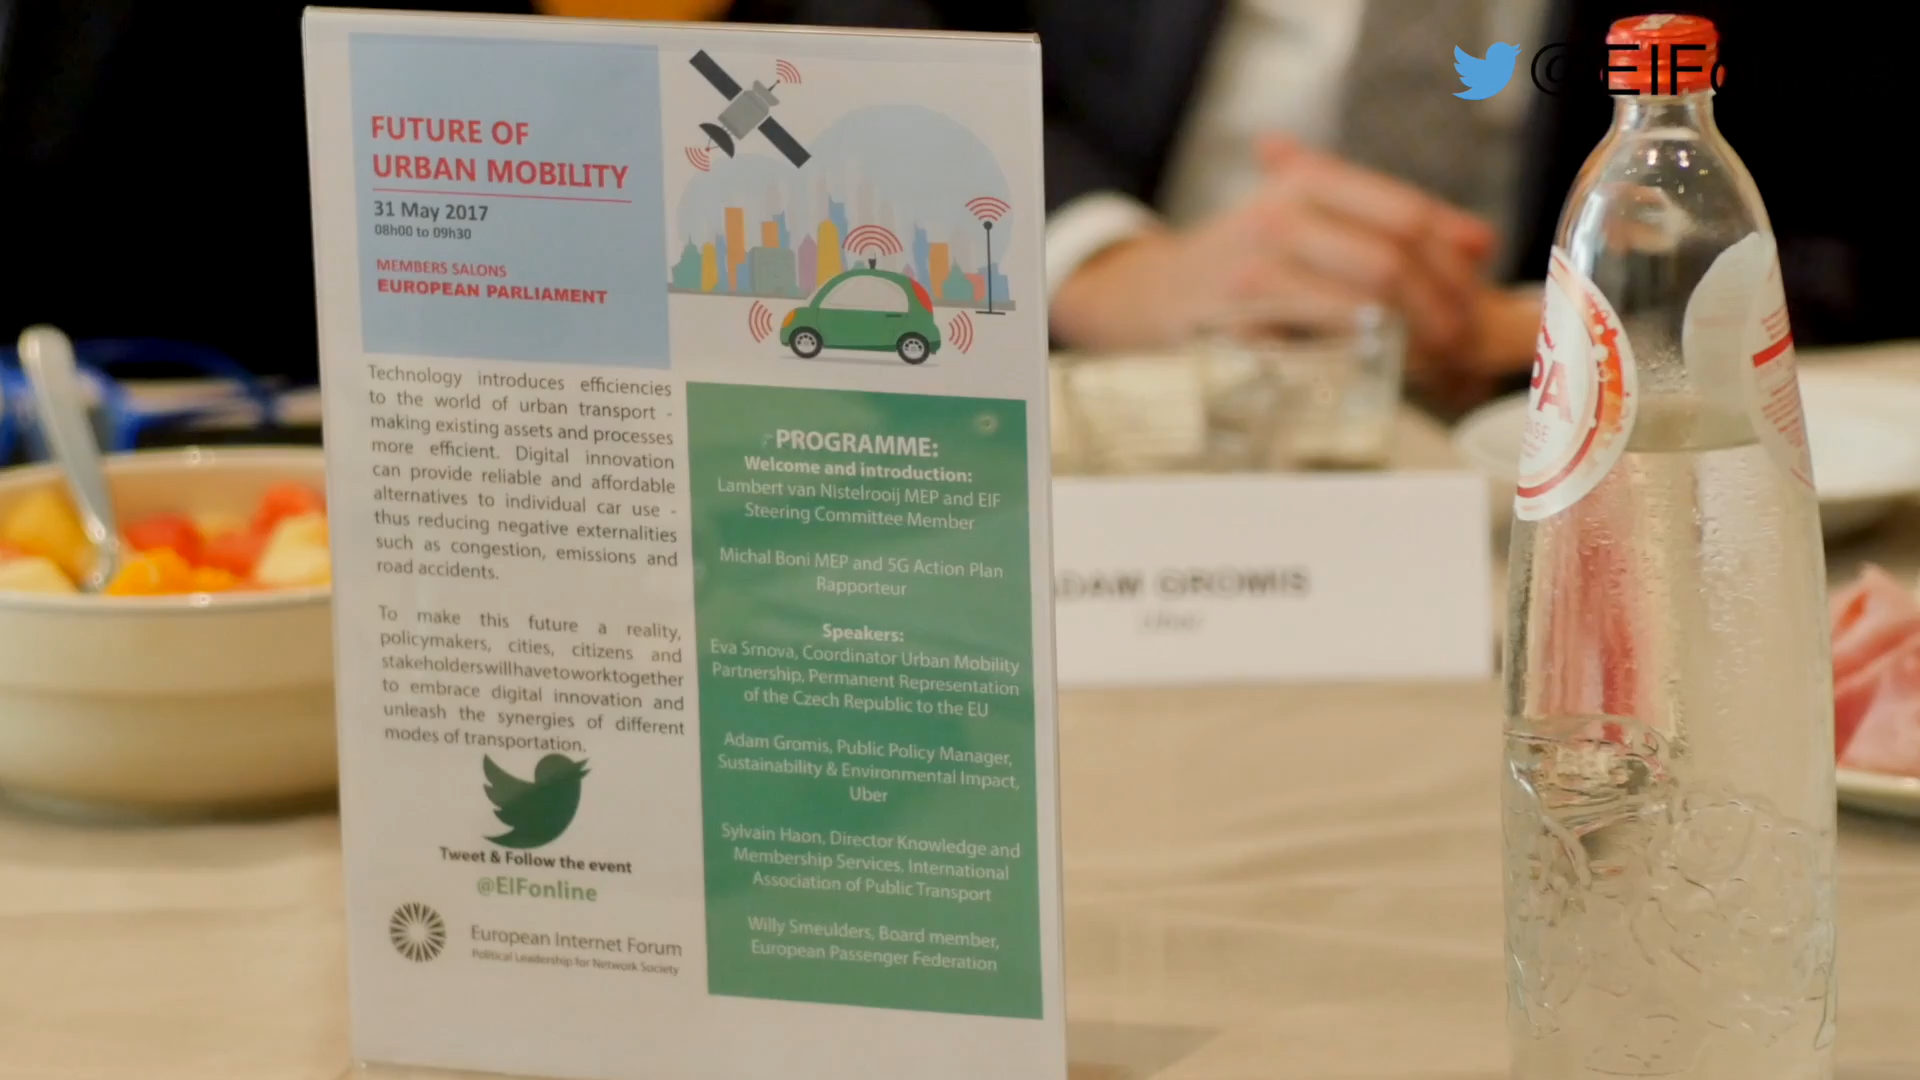 FUTURE OF
URBAN MOBILITY
31 May 2017
08h00 to 09h30
MEMBERS SALONS
EUROPEAN PARLIAMENT
Technology introduces efficiencies
to the world of urban transport -
making existing assets and processes
more efficient. Digital innovation
can provide reliable and affordable
alternatives to individual car use -
thus reducing negative externalities
such as congestion, emissions and
road accidents.
To make this future a reality,
policymakers, cities, citizens and
stakeholderswillhavetoworktogether
to embrace digital innovation and
unleash the synergies of different
modes of transportation.
Tweet & Follow the event
@EIFonline
European Internet Forum
Political Leadership for Network Society
PROGRAMME:
Welcome and introduction:
Lambert van Nistelrooij MEP and EIF
Steering Committee Member
Michal Boni MEP and 5G Action Plan
Rapporteur
Speakers:
Eva Srnova, Coordinator Urban Mobility
Partnership, Permanent Representation
of the Czech Republic to the EU
Adam Gromis, Public Policy Manager,
Sustainability & Environmental Impact,
Uber
Sylvain Haon, Director Knowledge and
Membership Services, International
Association of Public Transport
Willy Smeulders, Board member,
European Passenger Federation
ADAM GROMIS
@EIFo